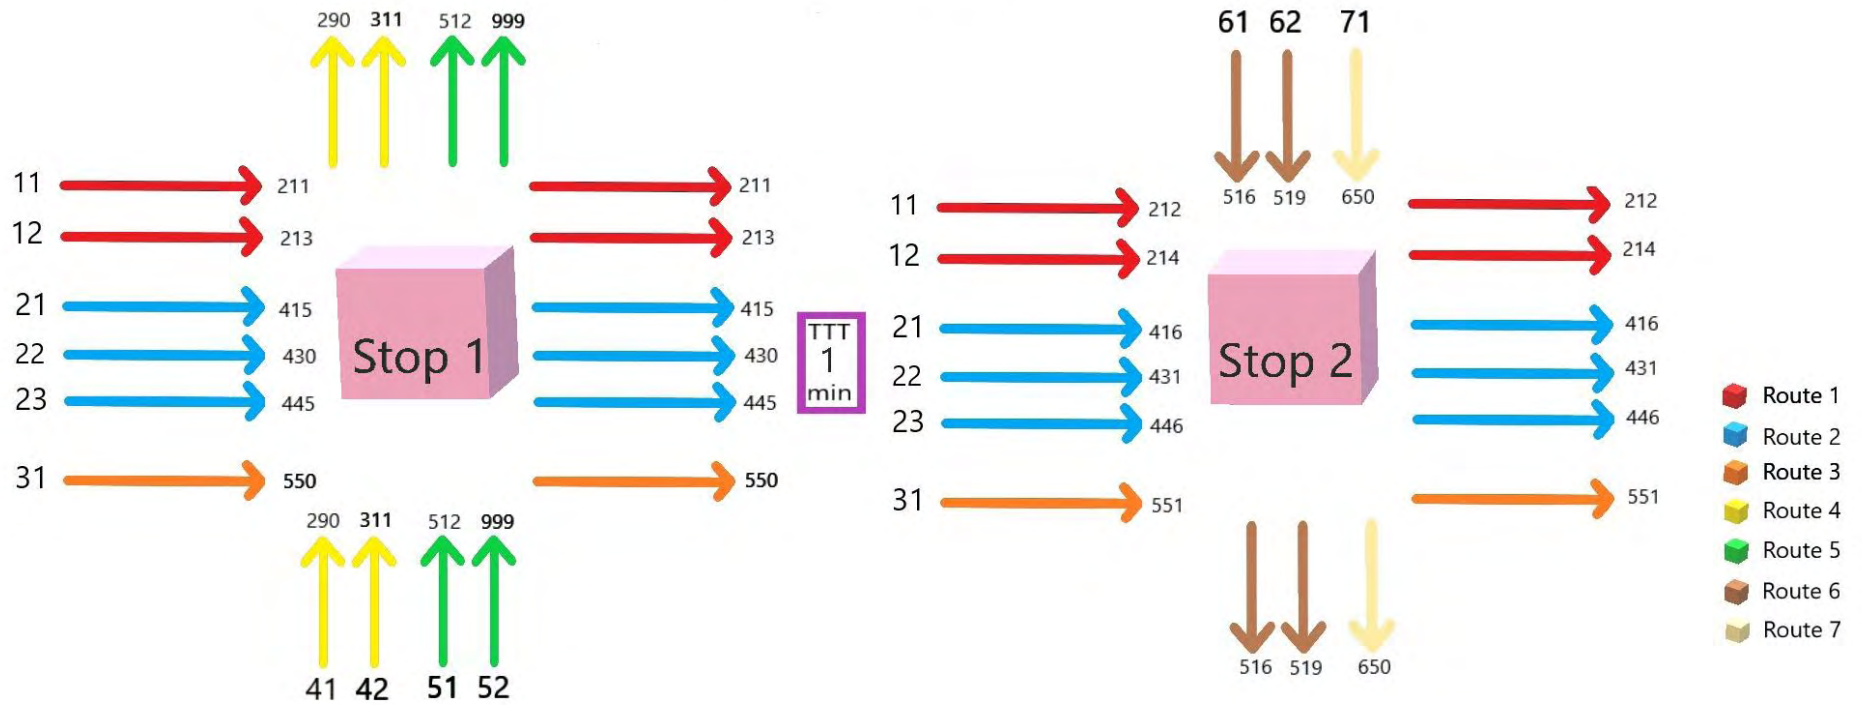 290 311 512 999
11 211 211
12 213 213
Stop 1
21 415 415
22 430 430
23 445 445
31 550 550
290 311 512 999
41 42 51 52
TTT
1
min
61 62 71
516 519 650
11 212 212
12 214 214
Stop 2
21 416 416
22 431 431
23 446 446
31 551 551
516 519 650
Route 1
Route 2
Route 3
Route 4
Route 5
Route 6
Route 7